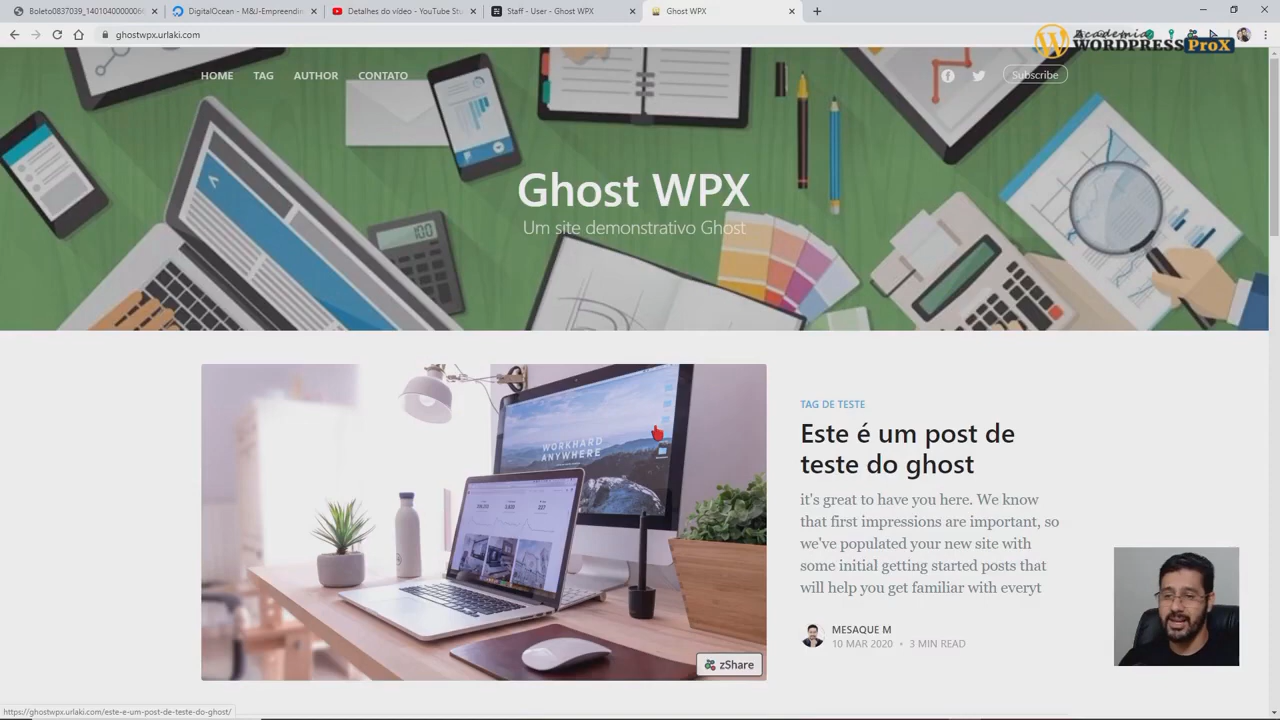 Boleto0837039_1401040000006
DigitalOcean - M&J-Empreendin
Detalhes do vídeo - YouTube Stu
Staff - User - Ghost WPX
Ghost WPX
ghostwpx.urlaki.com
Academia
WORDPRESS ProX
HOME
TAG
AUTHOR
CONTATO
Subscribe
Ghost WPX
Um site demonstrativo Ghost
WORKHARD
ANYWHERE
zShare
TAG DE TESTE
Este é um post de
teste do ghost
it's great to have you here. We know
that first impressions are important, so
we've populated your new site with
some initial getting started posts that
will help you get familiar with everyt
MESAQUE M
10 MAR 2020 • 3 MIN READ
https://ghostwpx.urlaki.com/este-e-um-post-de-teste-do-ghost/